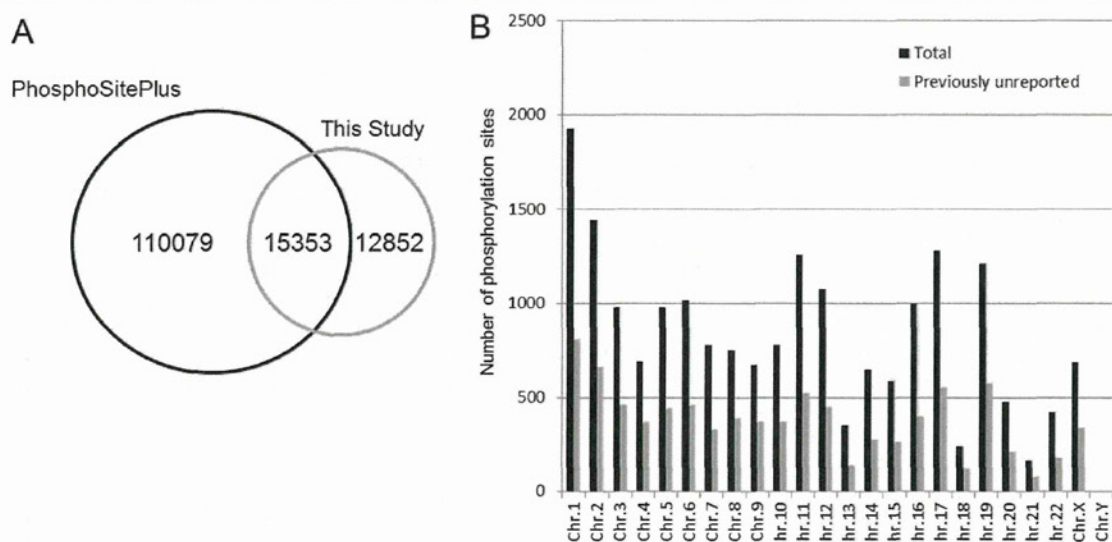 A
PhosphoSitePlus
This Study
110079
15353
12852
B
Number of phosphorylation sites
2500
2000
1500
1000
500
0
Total
Previously unreported
Chr.1
Chr.2
Chr.3
Chr.4
Chr.5
Chr.6
Chr.7
Chr.8
Chr.9
hr.10
hr.11
hr.12
hr.13
hr.14
hr.15
hr.16
hr.17
hr.18
hr.19
hr.20
hr.21
hr.22
Chr.X
Chr.Y